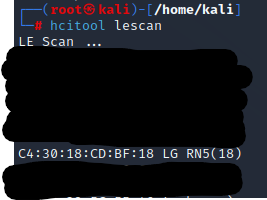 ┌──(root㉿kali)-[/home/kali]
└─# hcitool lescan
LE Scan ...
C4:30:18:CD:BF:18 LG RN5(18)